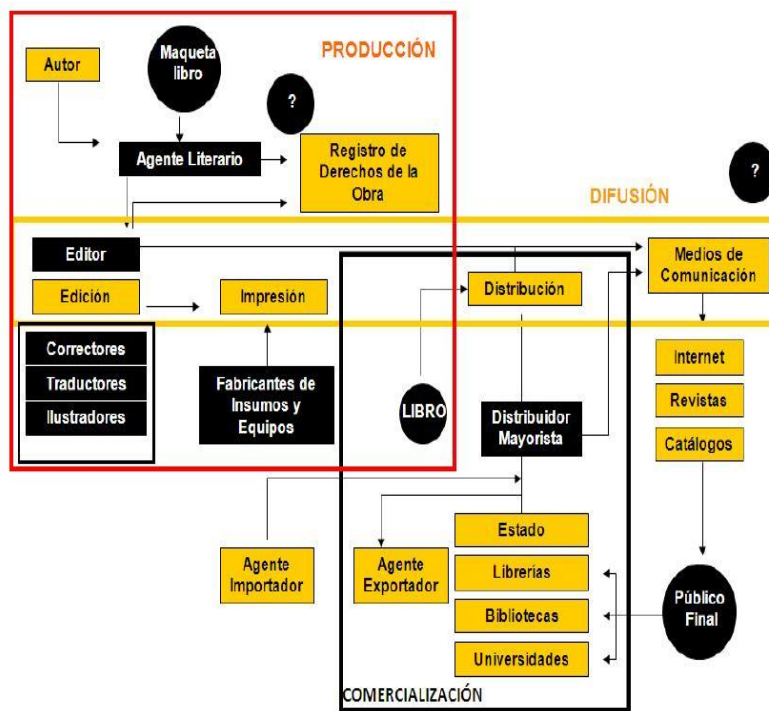 PRODUCCIÓN
Autor
Maqueta
libro
?
Agente Literario
Registro de
Derechos de la
Obra
?
DIFUSIÓN
Editor
Medios de
Comunicación
Edición
Impresión
Distribución
Correctores
Traductores
Ilustradores
Fabricantes de
Insumos y
Equipos
LIBRO
Distribuidor
Mayorista
Internet
Revistas
Catálogos
Estado
Agente
Importador
Agente
Exportador
Librerías
Bibliotecas
Universidades
Público
Final
COMERCIALIZACIÓN